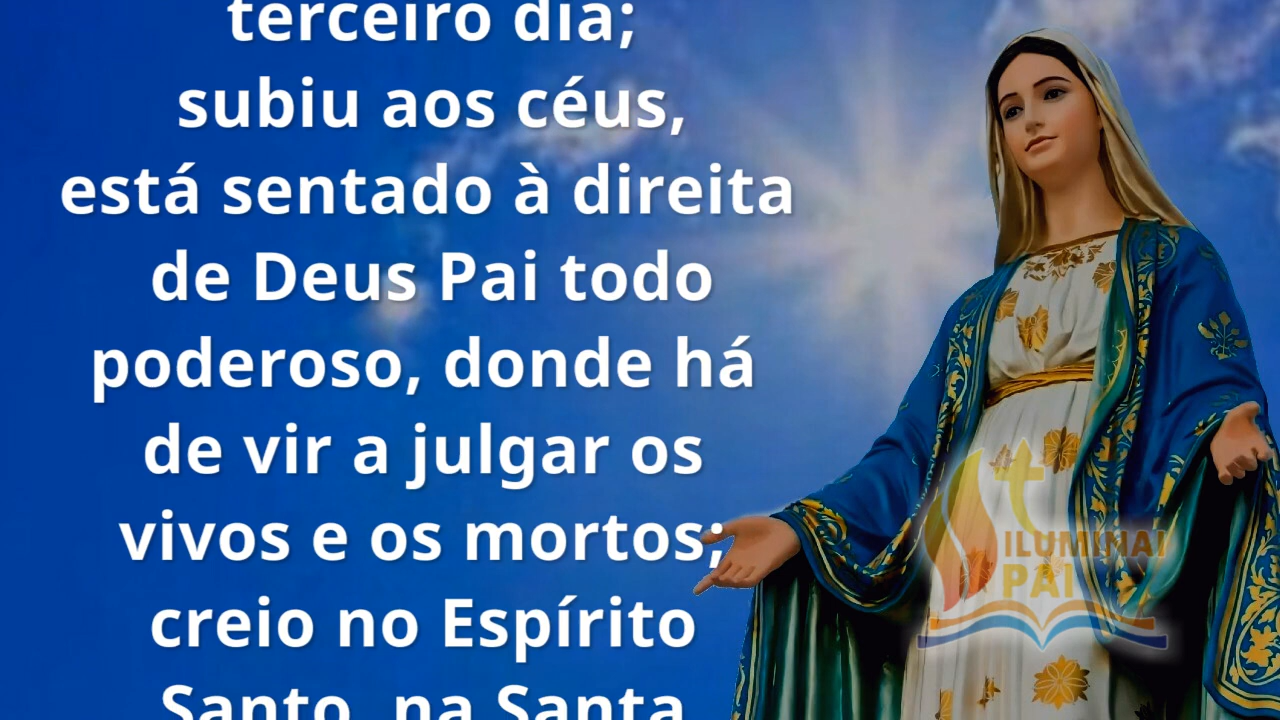 terceiro dia;
subiu aos céus,
está sentado à direita
de Deus Pai todo
poderoso, donde há
de vir a julgar os
vivos e os mortos;
creio no Espírito
Santo, na Santa
ILUMINAI
PAI